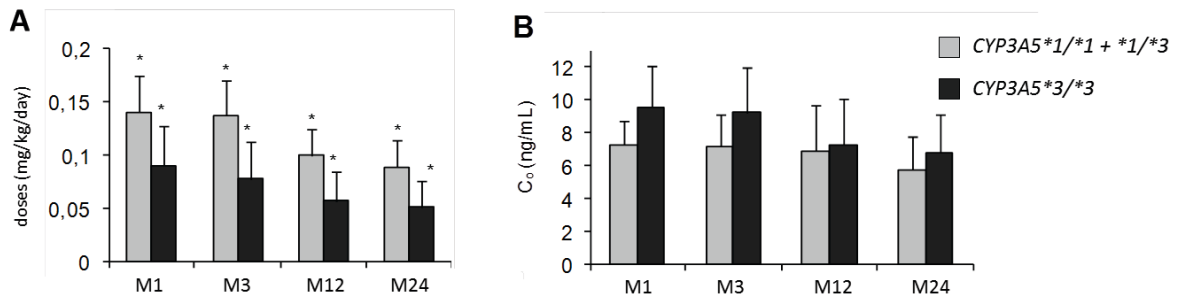 A
doses (mg/kg/day)
0,2
0,15
0,1
0,05
0
* * * * * * * *
M1 M3 M12 M24
B
C₀ (ng/mL)
12
10
8
6
4
2
0
M1 M3 M12 M24
CYP3A5*1/*1 + *1/*3
CYP3A5*3/*3